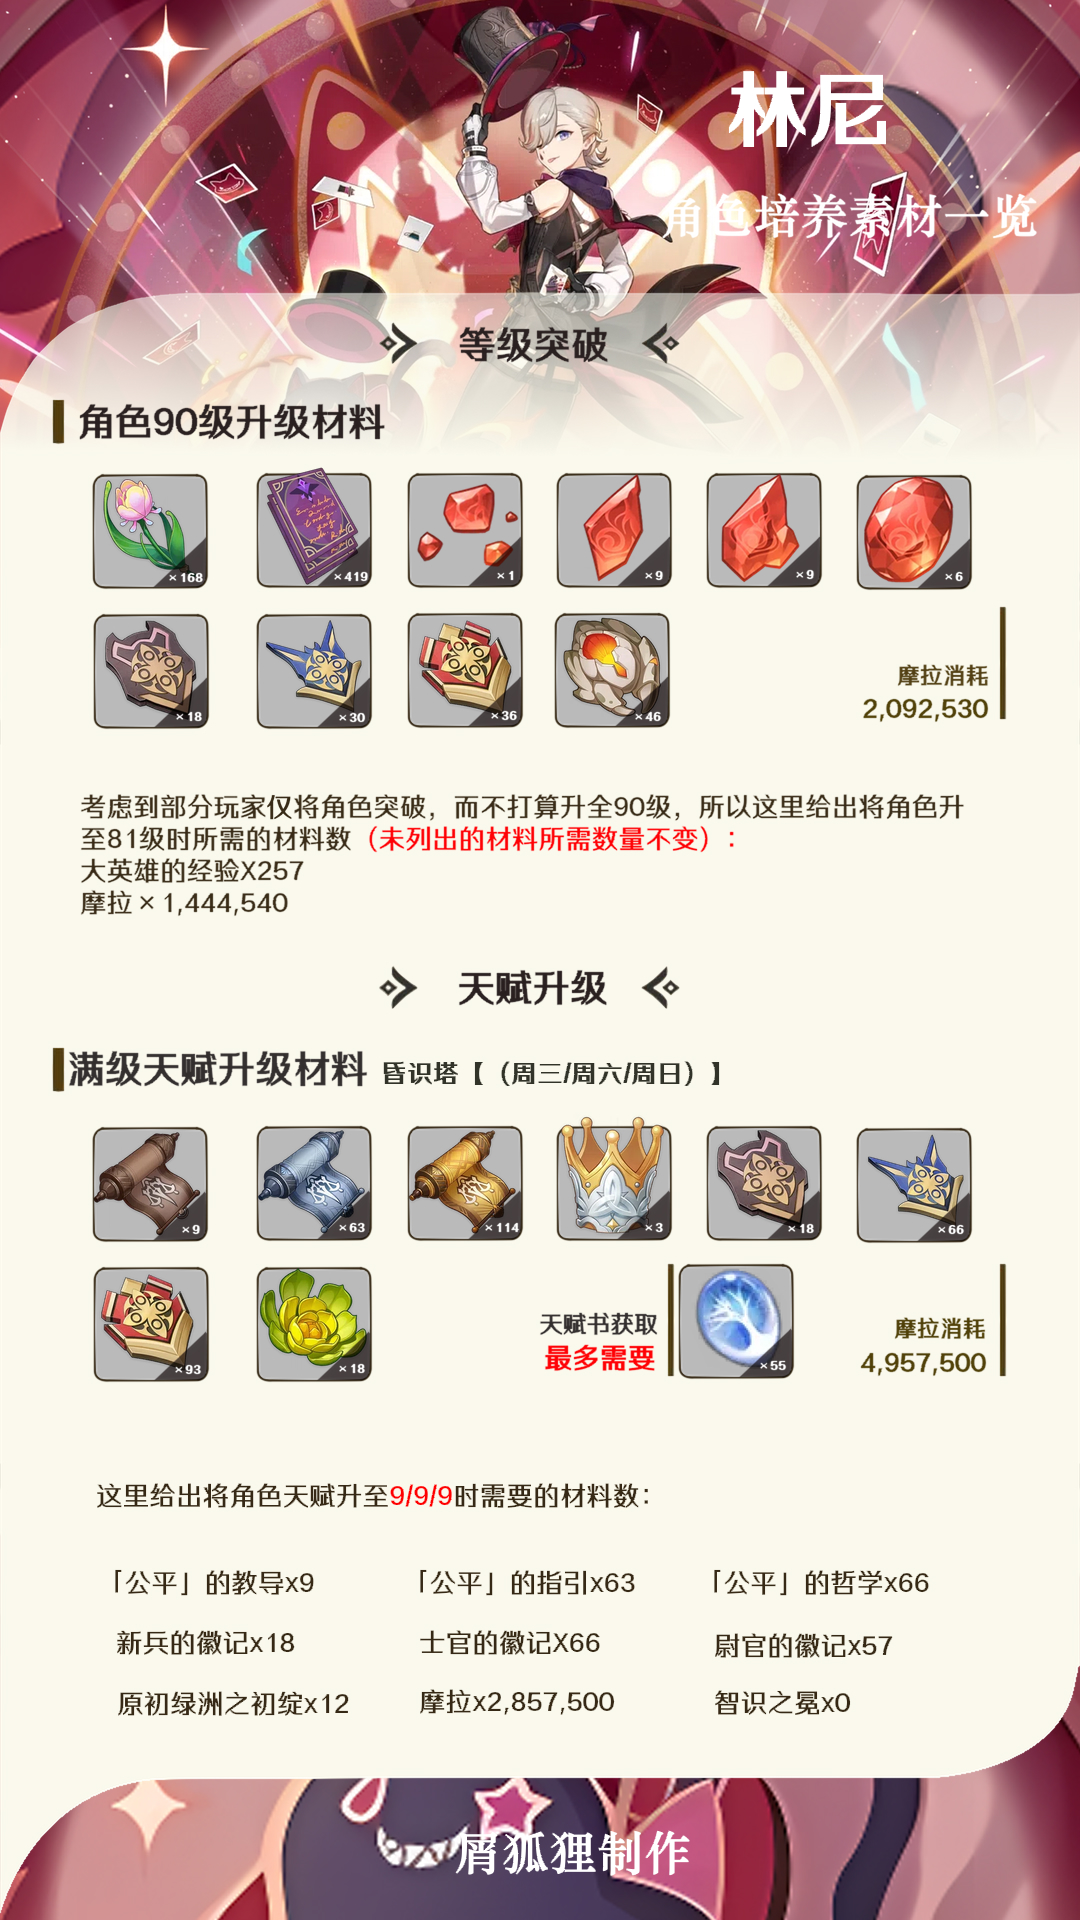 林尼
角色培养素材一览
等级突破
角色90级升级材料
×168
×419
×1
×9
×9
×6
×18
×30
×36
×46
摩拉消耗
2,092,530
考虑到部分玩家仅将角色突破，而不打算升全90级，所以这里给出将角色升
至81级时所需的材料数（未列出的材料所需数量不变）：
大英雄的经验X257
摩拉×1,444,540
天赋升级
满级天赋升级材料 昏识塔【（周三/周六/周日）】
×9
×63
×114
×3
×18
×66
×93
×18
天赋书获取
最多需要
×55
摩拉消耗
4,957,500
这里给出将角色天赋升至9/9/9时需要的材料数：
「公平」的教导x9 「公平」的指引x63 「公平」的哲学x66
新兵的徽记x18 士官的徽记X66 尉官的徽记x57
原初绿洲之初绽x12 摩拉x2,857,500 智识之冕x0
屑狐狸制作